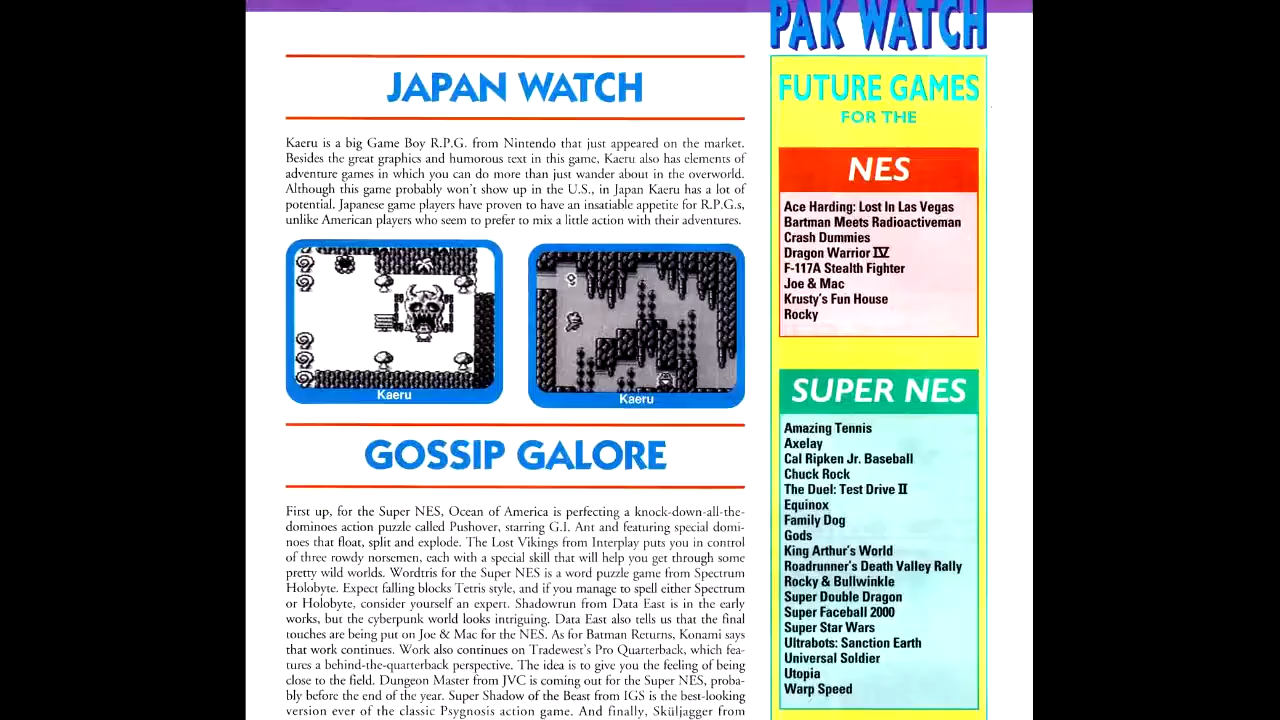 PAK WATCH
JAPAN WATCH
Kaeru is a big Game Boy R.P.G. from Nintendo that just appeared on the market.
Besides the great graphics and humorous text in this game, Kaeru also has elements of
adventure games in which you can do more than just wander about in the overworld.
Although this game probably won't show up in the U.S., in Japan Kaeru has a lot of
potential. Japanese game players have proven to have an insatiable appetite for R.P.G.s,
unlike American players who seem to prefer to mix a little action with their adventures.
Kaeru
Kaeru
GOSSIP GALORE
First up, for the Super NES, Ocean of America is perfecting a knock-down-all-the-
dominoes action puzzle called Pushover, starring G.I. Ant and featuring special domi-
noes that float, split and explode. The Lost Vikings from Interplay puts you in control
of three rowdy norsemen, each with a special skill that will help you get through some
pretty wild worlds. Wordtris for the Super NES is a word puzzle game from Spectrum
Holobyte. Expect falling blocks Tetris style, and if you manage to spell either Spectrum
or Holobyte, consider yourself an expert. Shadowrun from Data East is in the early
works, but the cyberpunk world looks intriguing. Data East also tells us that the final
touches are being put on Joe & Mac for the NES. As for Batman Returns, Konami says
that work continues. Work also continues on Tradewest's Pro Quarterback, which fea-
tures a behind-the-quarterback perspective. The idea is to give you the feeling of being
close to the field. Dungeon Master from JVC is coming out for the Super NES, proba-
bly before the end of the year. Super Shadow of the Beast from IGS is the best-looking
version ever of the classic Psygnosis action game. And finally, Sküljagger from
FUTURE GAMES
FOR THE
NES
Ace Harding: Lost In Las Vegas
Bartman Meets Radioactiveman
Crash Dummies
Dragon Warrior IV
F-117A Stealth Fighter
Joe & Mac
Krusty's Fun House
Rocky
SUPER NES
Amazing Tennis
Axelay
Cal Ripken Jr. Baseball
Chuck Rock
The Duel: Test Drive II
Equinox
Family Dog
Gods
King Arthur's World
Roadrunner's Death Valley Rally
Rocky & Bullwinkle
Super Double Dragon
Super Faceball 2000
Super Star Wars
Ultrabots: Sanction Earth
Universal Soldier
Utopia
Warp Speed